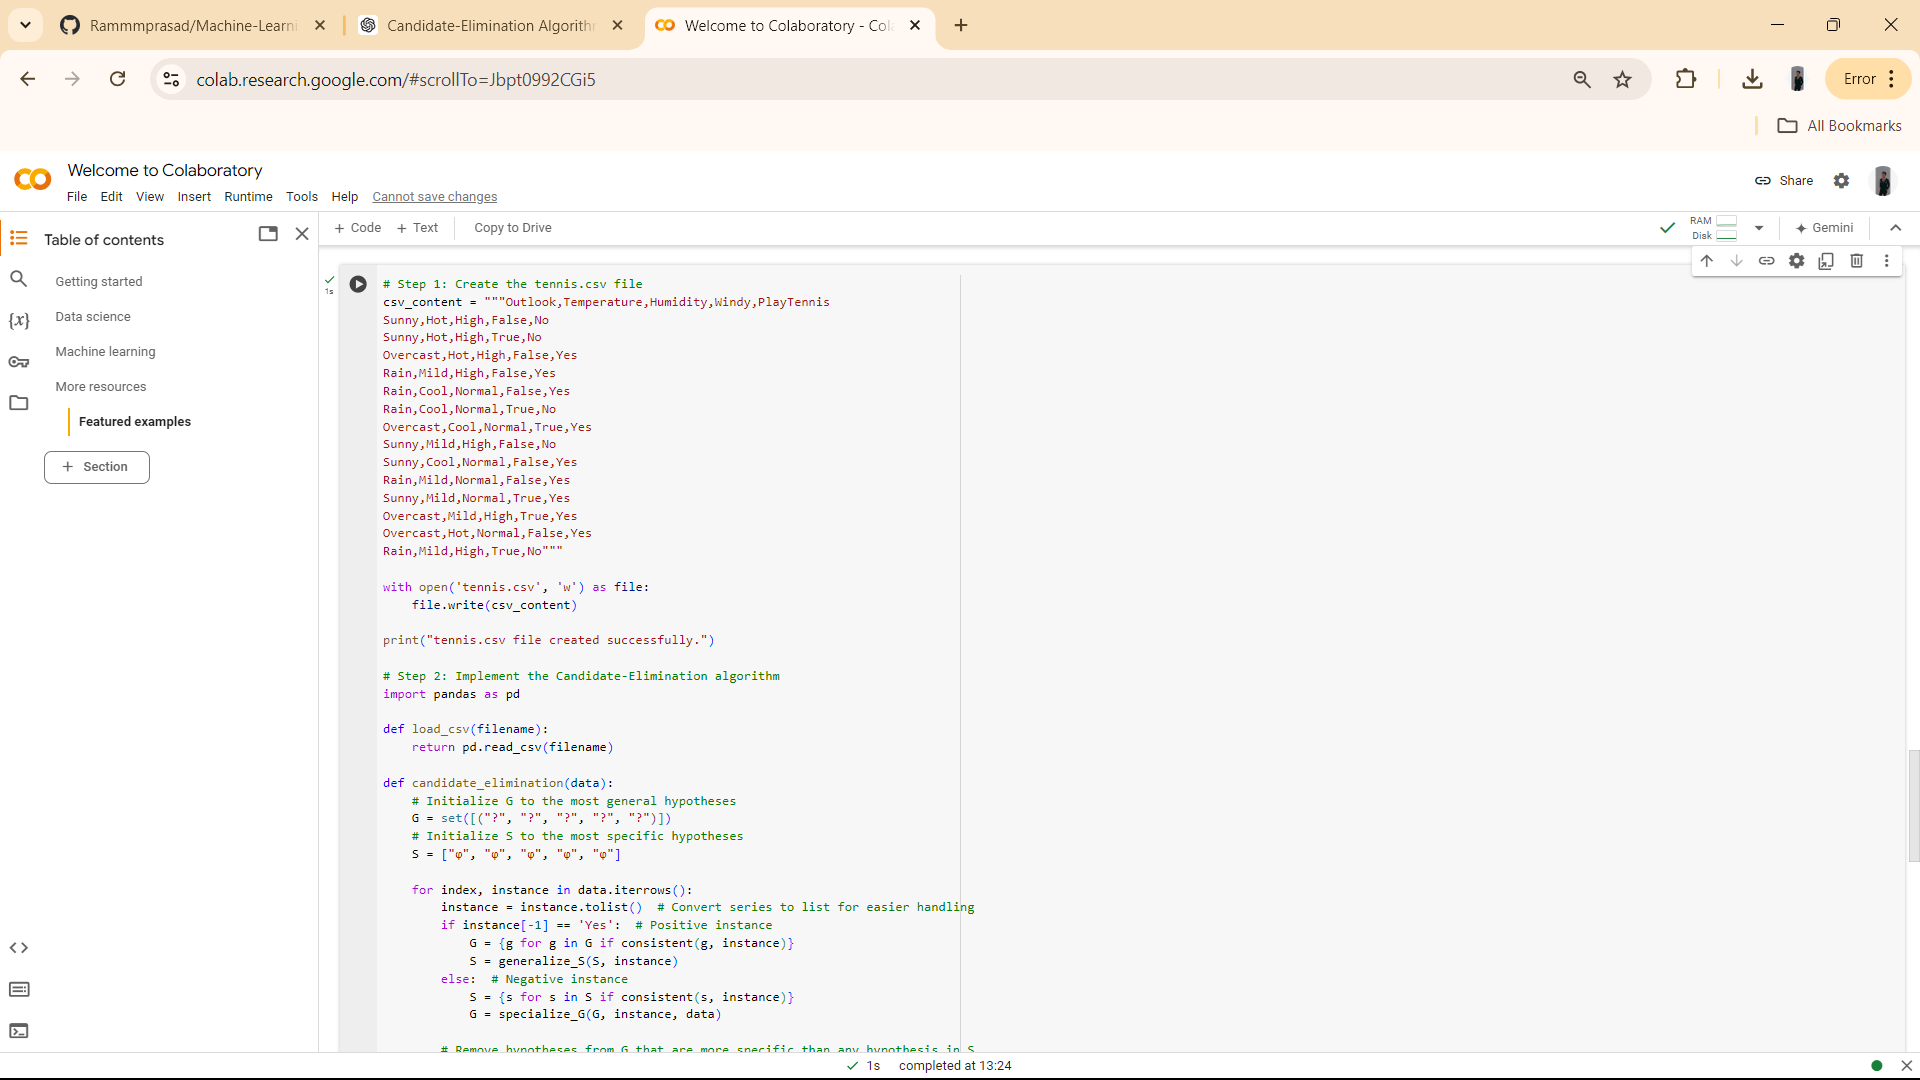 Rammmprasad/Machine-Learni
Candidate-Elimination Algorith
Welcome to Colaboratory - Col
colab.research.google.com/#scrollTo=Jbpt0992CGi5
Error
All Bookmarks
Welcome to Colaboratory
File Edit View Insert Runtime Tools Help Cannot save changes
Share
Table of contents
+ Code + Text Copy to Drive
RAM
Disk
Gemini
Getting started
Data science
Machine learning
More resources
Featured examples
+ Section
{x}
1s
# Step 1: Create the tennis.csv file
csv_content = """Outlook,Temperature,Humidity,Windy,PlayTennis
Sunny,Hot,High,False,No
Sunny,Hot,High,True,No
Overcast,Hot,High,False,Yes
Rain,Mild,High,False,Yes
Rain,Cool,Normal,False,Yes
Rain,Cool,Normal,True,No
Overcast,Cool,Normal,True,Yes
Sunny,Mild,High,False,No
Sunny,Cool,Normal,False,Yes
Rain,Mild,Normal,False,Yes
Sunny,Mild,Normal,True,Yes
Overcast,Mild,High,True,Yes
Overcast,Hot,Normal,False,Yes
Rain,Mild,High,True,No"""
with open('tennis.csv', 'w') as file:
    file.write(csv_content)
print("tennis.csv file created successfully.")
# Step 2: Implement the Candidate-Elimination algorithm
import pandas as pd
def load_csv(filename):
    return pd.read_csv(filename)
def candidate_elimination(data):
    # Initialize G to the most general hypotheses
    G = set([("?", "?", "?", "?", "?")])
    # Initialize S to the most specific hypotheses
    S = ["φ", "φ", "φ", "φ", "φ"]
    for index, instance in data.iterrows():
        instance = instance.tolist()  # Convert series to list for easier handling
        if instance[-1] == 'Yes':  # Positive instance
            G = {g for g in G if consistent(g, instance)}
            S = generalize_S(S, instance)
        else:  # Negative instance
            S = {s for s in S if consistent(s, instance)}
            G = specialize_G(G, instance, data)
        # Remove hypotheses from G that are more specific than any hypothesis in S
1s completed at 13:24